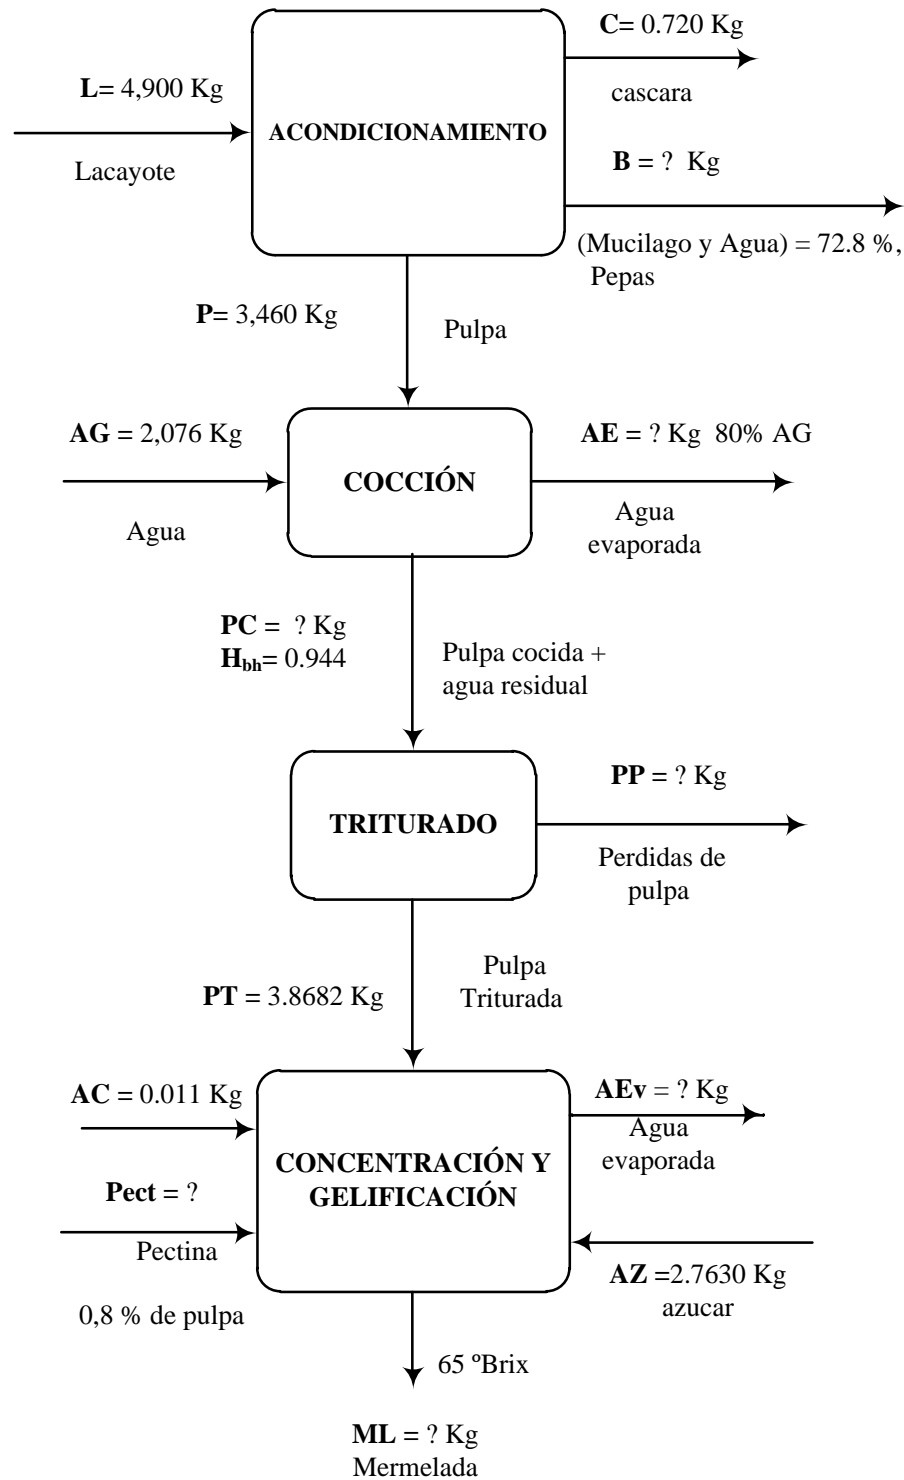 C= 0.720 Kg
L= 4,900 Kg
cascara
ACONDICIONAMIENTO
B = ? Kg
Lacayote
(Mucilago y Agua) = 72.8 %,
Pepas
P= 3,460 Kg
Pulpa
AG = 2,076 Kg
AE = ? Kg 80% AG
COCCIÓN
Agua
Agua
evaporada
PC = ? Kg
Hbh= 0.944
Pulpa cocida +
agua residual
PP = ? Kg
TRITURADO
Perdidas de
pulpa
Pulpa
Triturada
PT = 3.8682 Kg
AC = 0.011 Kg
AEv = ? Kg
Agua
evaporada
CONCENTRACIÓN Y
GELIFICACIÓN
Pect = ?
Pectina
0,8 % de pulpa
AZ =2.7630 Kg
azucar
65 ºBrix
ML = ? Kg
Mermelada